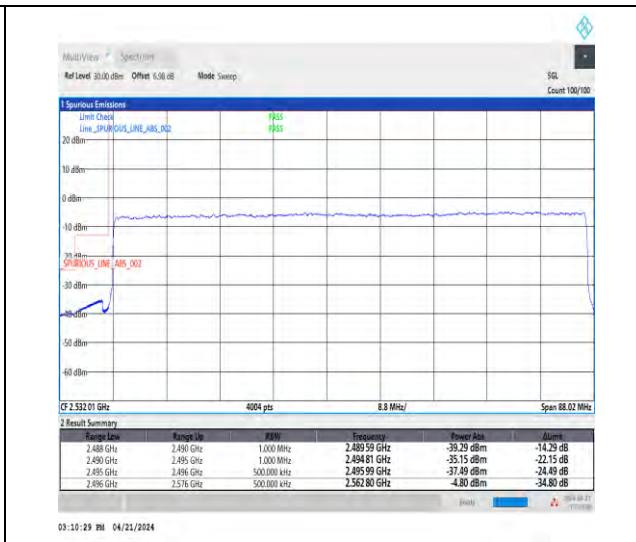 MultiView Spectrum
Ref Level 30.00 dBm Offset 6.98 dB Mode Sweep SGL
Count 100/100
1 Spurious Emissions
Limit Check PASS
Line _SPURIOUS_LINE_ABS_002 PASS
20 dBm
10 dBm
0 dBm
-10 dBm
-20 dBm
_SPURIOUS_LINE_ABS_002
-30 dBm
-40 dBm
-50 dBm
-60 dBm
CF 2.532 01 GHz 4004 pts 8.8 MHz/ Span 88.02 MHz
2 Result Summary
Range Low Range Up RBW Frequency Power Abs ΔLimit
2.488 GHz 2.490 GHz 1.000 MHz 2.489 59 GHz -39.29 dBm -14.29 dB
2.490 GHz 2.495 GHz 1.000 MHz 2.494 81 GHz -35.15 dBm -22.15 dB
2.495 GHz 2.496 GHz 500.000 kHz 2.495 99 GHz -37.49 dBm -24.49 dB
2.496 GHz 2.576 GHz 500.000 kHz 2.562 80 GHz -4.80 dBm -34.80 dB
03:10:29 PM 04/21/2024